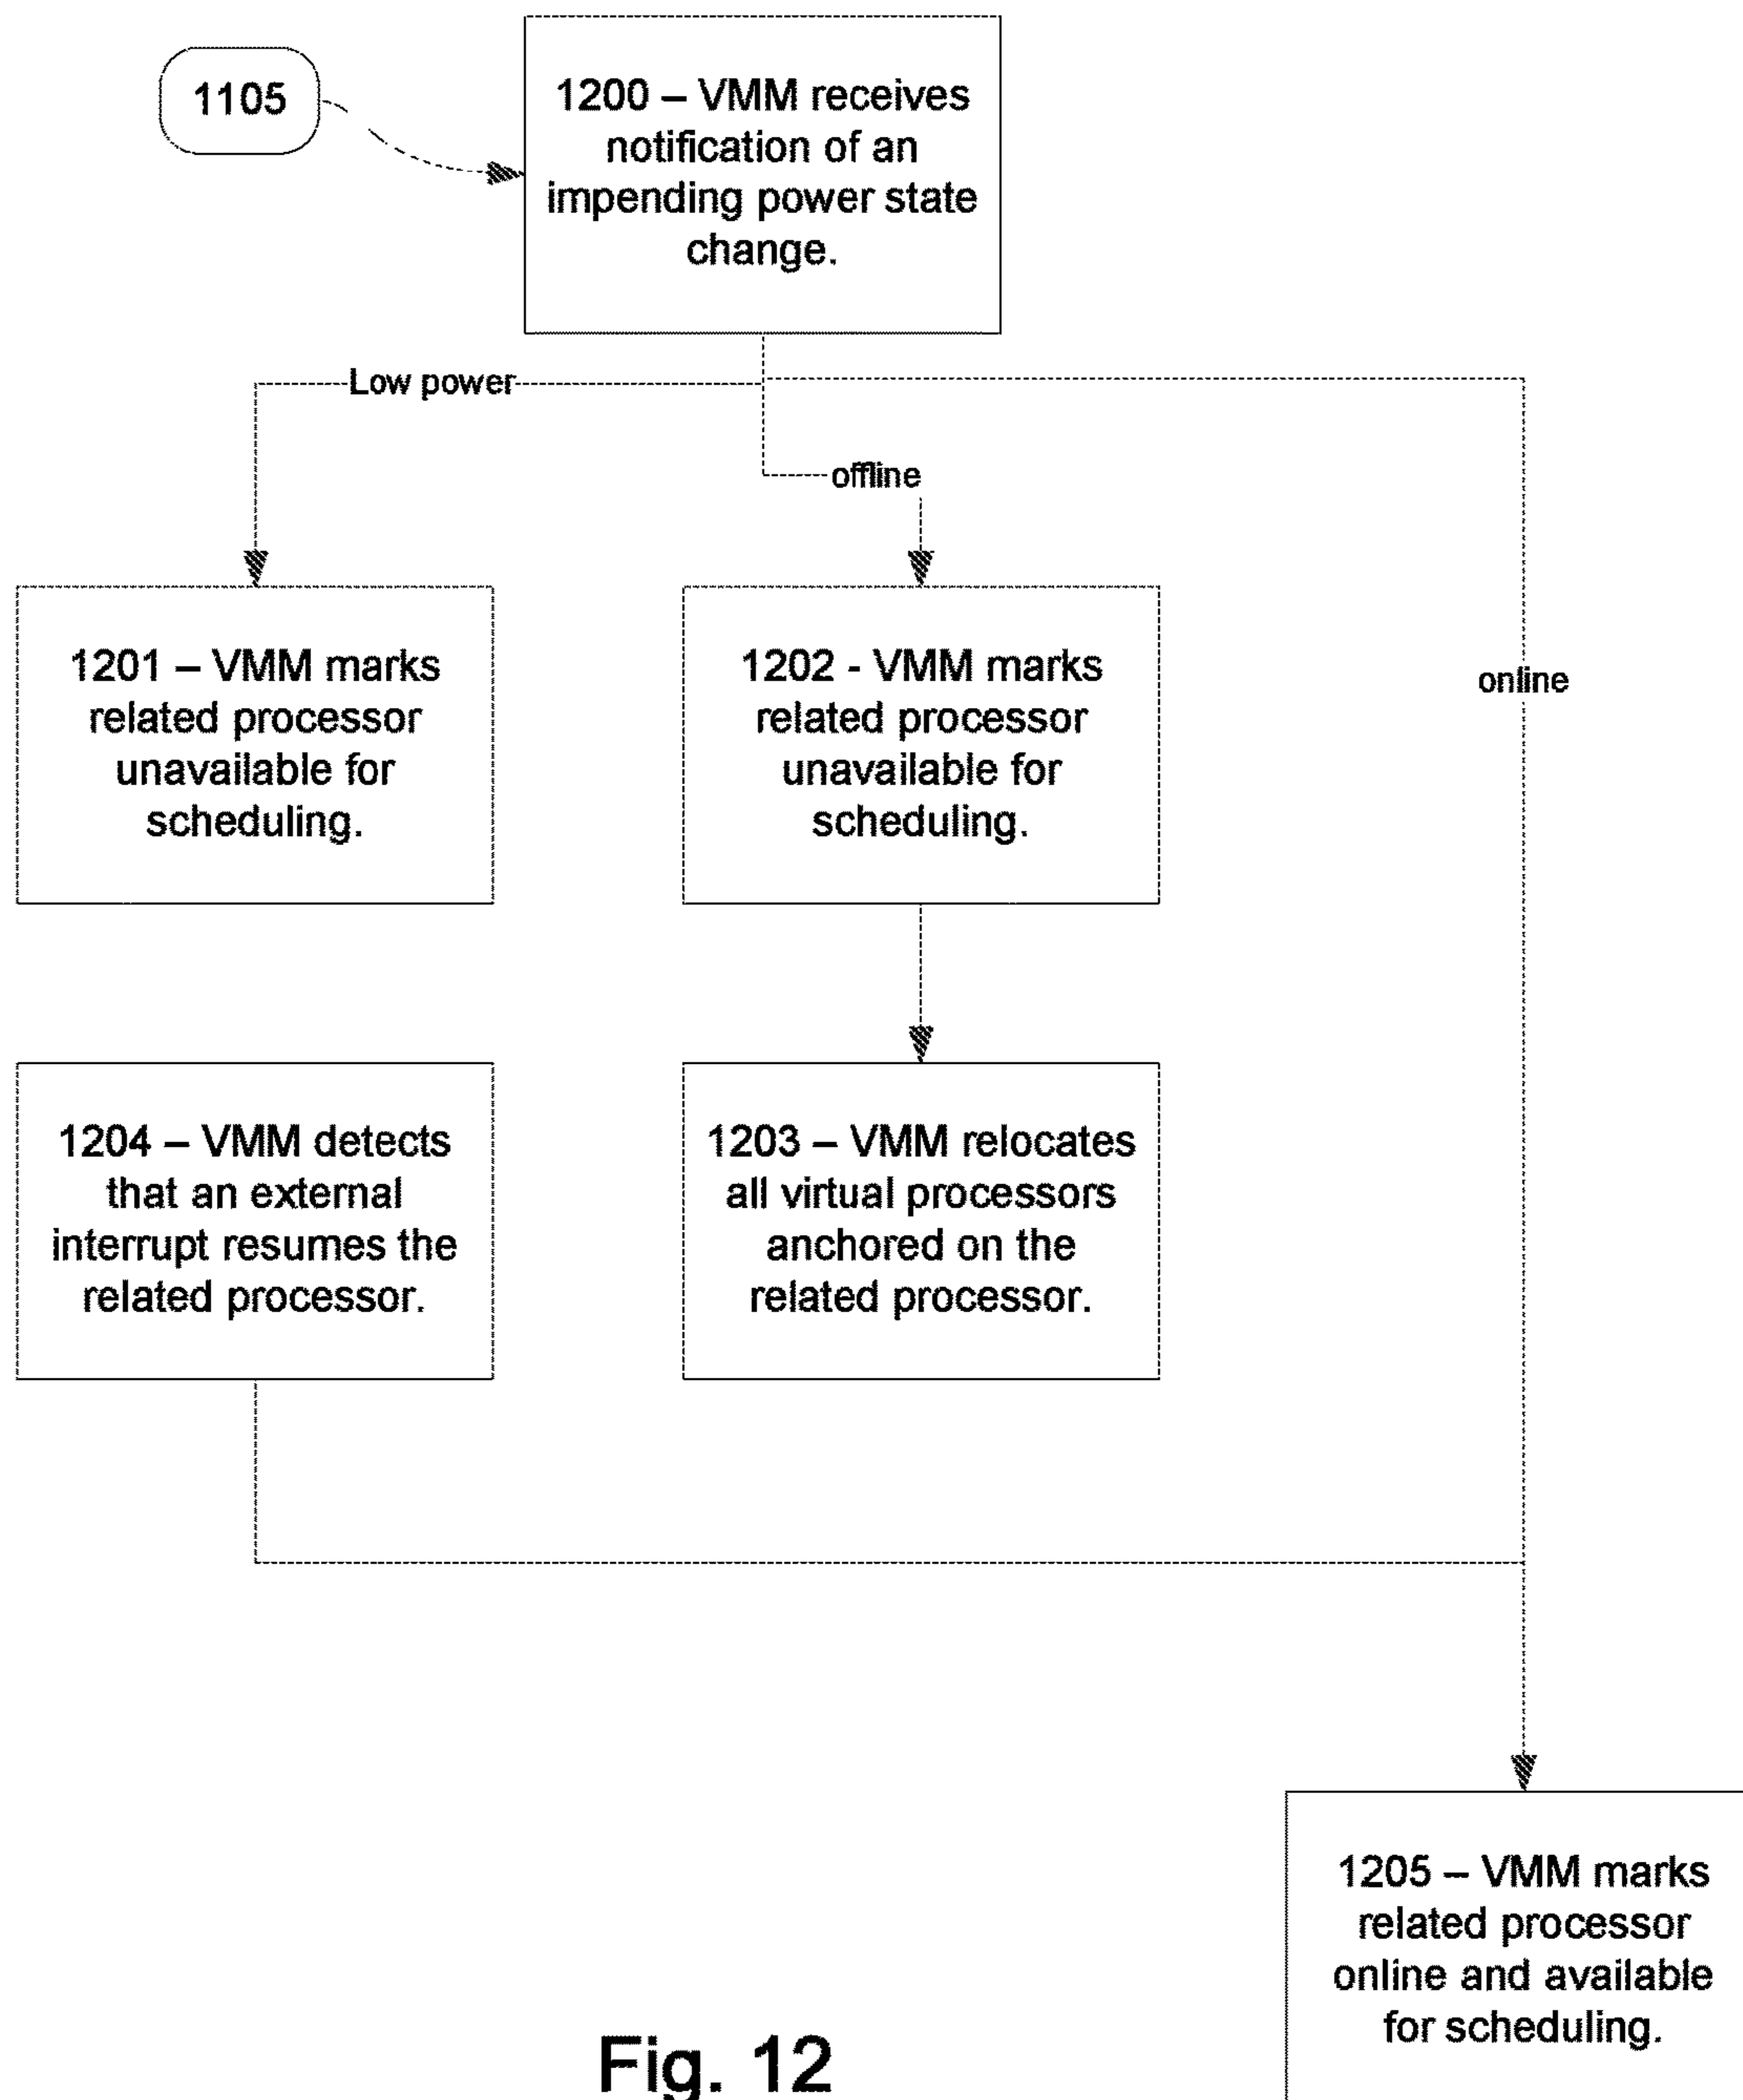 1105
1200 – VMM receives
notification of an
impending power state
change.
Low power
offline
online
1201 – VMM marks
related processor
unavailable for
scheduling.
1202 - VMM marks
related processor
unavailable for
scheduling.
1204 – VMM detects
that an external
interrupt resumes the
related processor.
1203 – VMM relocates
all virtual processors
anchored on the
related processor.
1205 – VMM marks
related processor
online and available
for scheduling.
Fig. 12